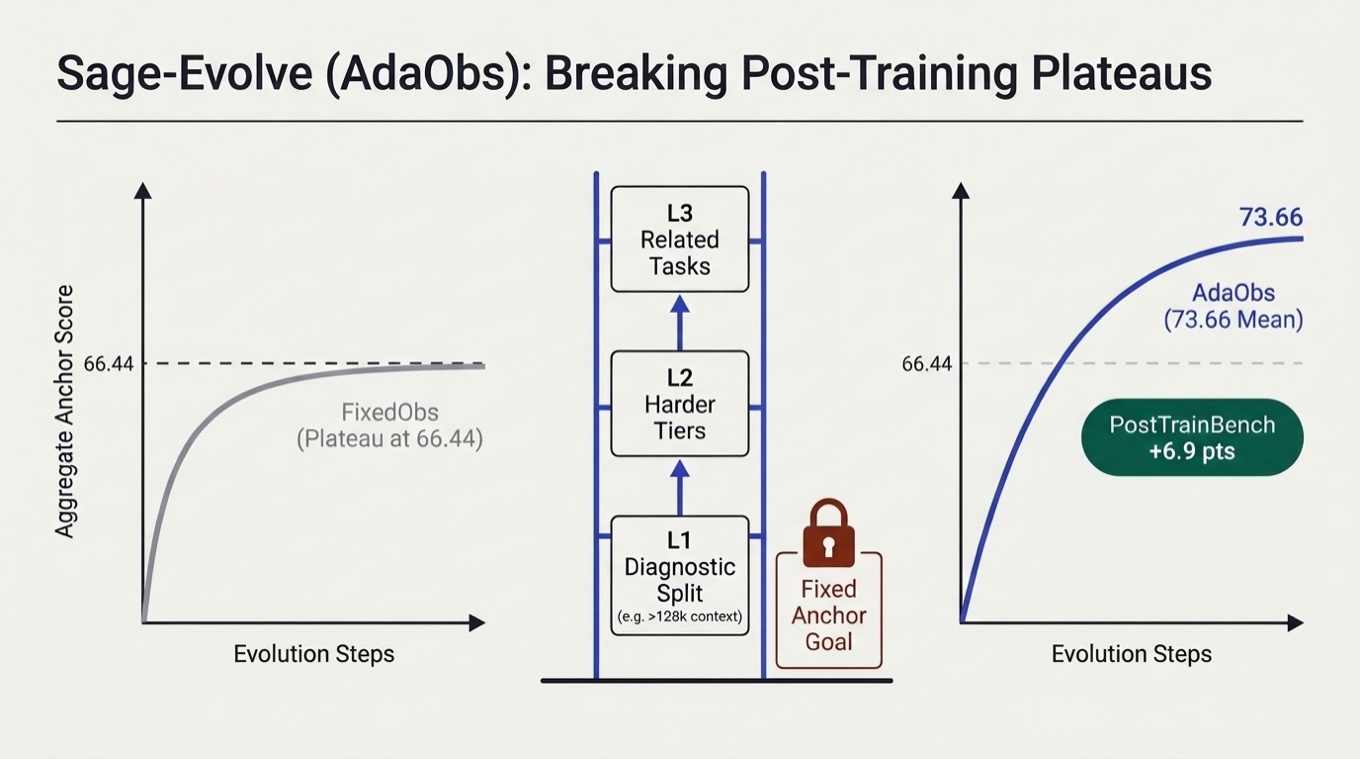 Sage-Evolve (AdaObs): Breaking Post-Training Plateaus
Aggregate Anchor Score
66.44
FixedObs
(Plateau at 66.44)
Evolution Steps
L3
Related
Tasks
L2
Harder
Tiers
L1
Diagnostic
Split
(e.g. >128k context)
Fixed
Anchor
Goal
73.66
AdaObs
(73.66 Mean)
66.44
PostTrainBench
+6.9 pts
Evolution Steps